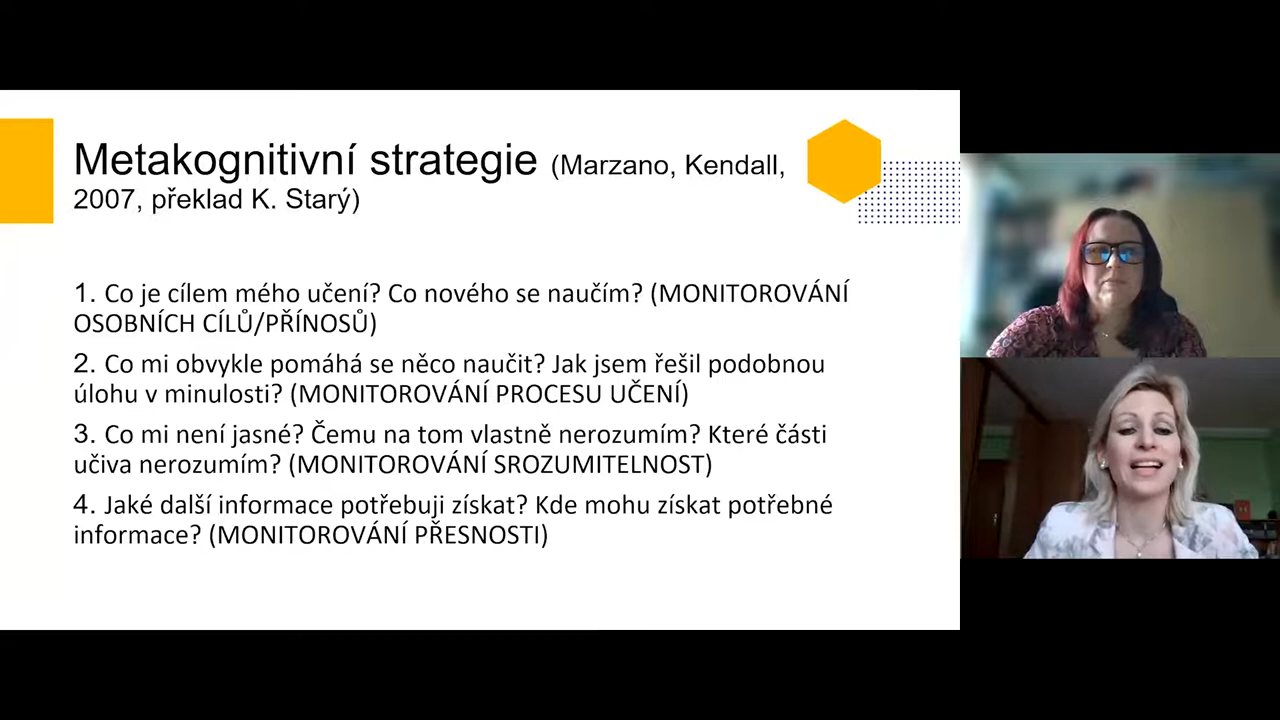 Metakognitivní strategie (Marzano, Kendall,
2007, překlad K. Starý)
1. Co je cílem mého učení? Co nového se naučím? (MONITOROVÁNÍ
OSOBNÍCH CÍLŮ/PŘÍNOSŮ)
2. Co mi obvykle pomáhá se něco naučit? Jak jsem řešil podobnou
úlohu v minulosti? (MONITOROVÁNÍ PROCESU UČENÍ)
3. Co mi není jasné? Čemu na tom vlastně nerozumím? Které části
učiva nerozumím? (MONITOROVÁNÍ SROZUMITELNOST)
4. Jaké další informace potřebuji získat? Kde mohu získat potřebné
informace? (MONITOROVÁNÍ PŘESNOSTI)